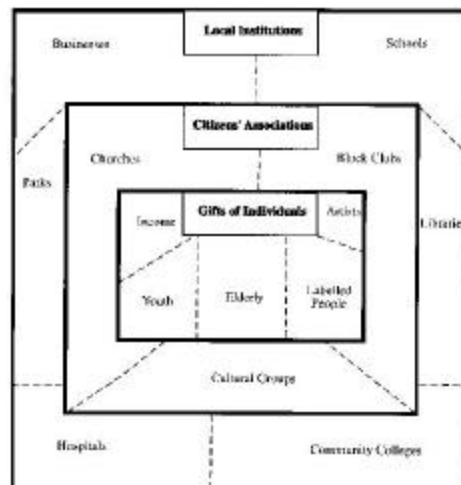 Local Institutions
Businesses
Schools
Citizens' Associations
Churches
Block Clubs
Parks
Libraries
Income
Gifts of Individuals
Artists
Youth
Elderly
Labelled
People
Cultural Groups
Hospitals
Community Colleges